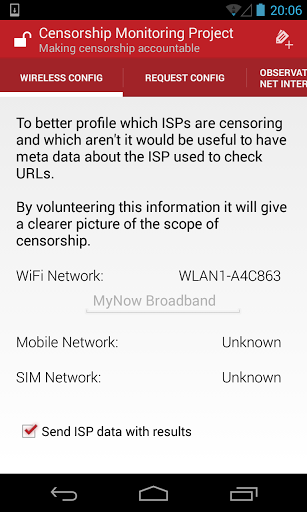 20:06
Censorship Monitoring Project
Making censorship accountable
WIRELESS CONFIG
REQUEST CONFIG
OBSERVAT
NET INTER
To better profile which ISPs are censoring
and which aren't it would be useful to have
meta data about the ISP used to check
URLs.
By volunteering this information it will give
a clearer picture of the scope of
censorship.
WiFi Network: WLAN1-A4C863
MyNow Broadband
Mobile Network: Unknown
SIM Network: Unknown
Send ISP data with results